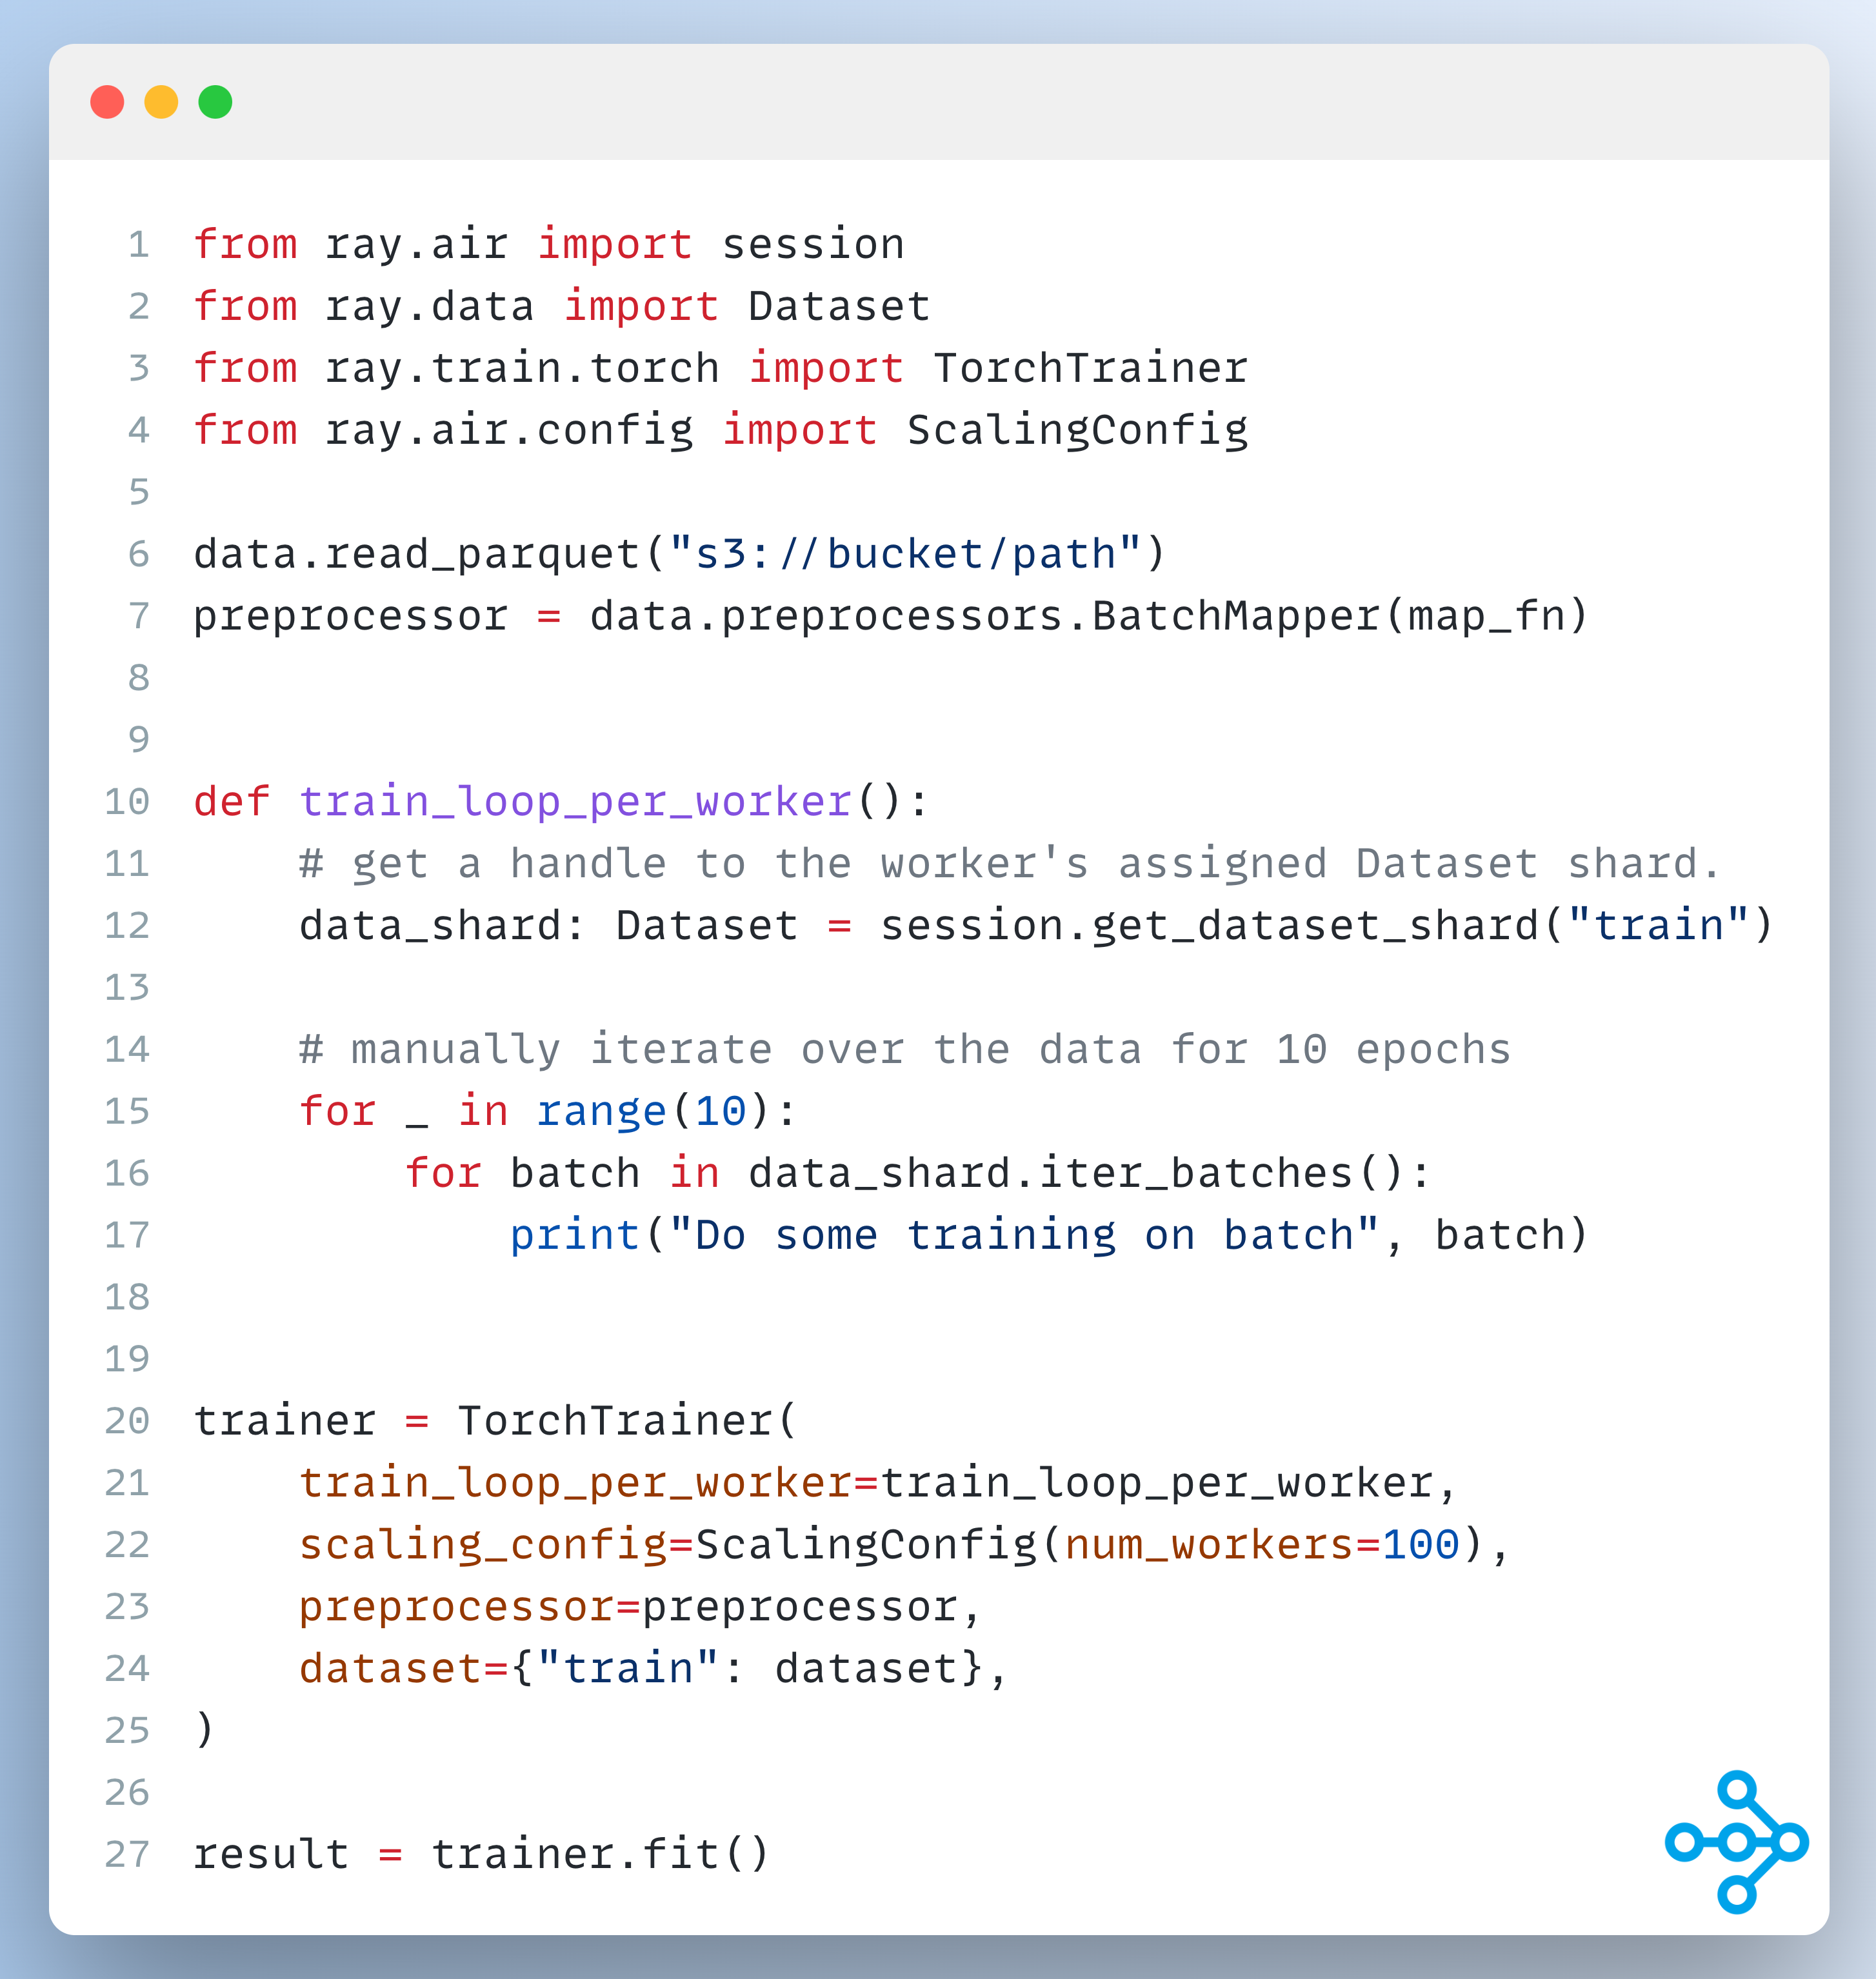 1 from ray.air import session
2 from ray.data import Dataset
3 from ray.train.torch import TorchTrainer
4 from ray.air.config import ScalingConfig
5
6 data.read_parquet("s3://bucket/path")
7 preprocessor = data.preprocessors.BatchMapper(map_fn)
8
9
10 def train_loop_per_worker():
11     # get a handle to the worker's assigned Dataset shard.
12     data_shard: Dataset = session.get_dataset_shard("train")
13
14     # manually iterate over the data for 10 epochs
15     for _ in range(10):
16         for batch in data_shard.iter_batches():
17             print("Do some training on batch", batch)
18
19
20 trainer = TorchTrainer(
21     train_loop_per_worker=train_loop_per_worker,
22     scaling_config=ScalingConfig(num_workers=100),
23     preprocessor=preprocessor,
24     dataset={"train": dataset},
25 )
26
27 result = trainer.fit()